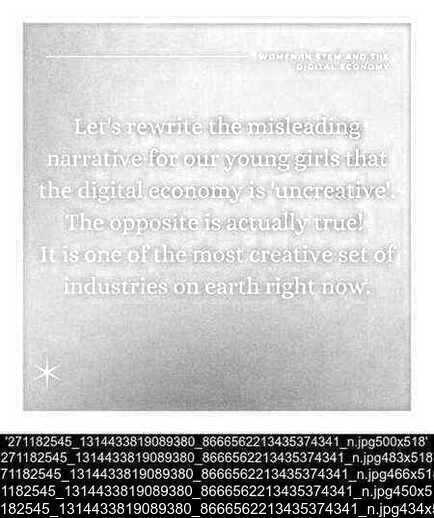 WOMEN IN STEM AND THE
DIGITAL ECONOMY
Let's rewrite the misleading
narrative for our young girls that
the digital economy is 'uncreative'.
The opposite is actually true!
It is one of the most creative set of
industries on earth right now.
'271182545_1314433819089380_8666562213435374341_n.jpg500x518'
271182545_1314433819089380_8666562213435374341_n.jpg483x518
71182545_1314433819089380_8666562213435374341_n.jpg466x51
1182545_1314433819089380_8666562213435374341_n.jpg450x5
182545_1314433819089380_8666562213435374341_n.jpg434x